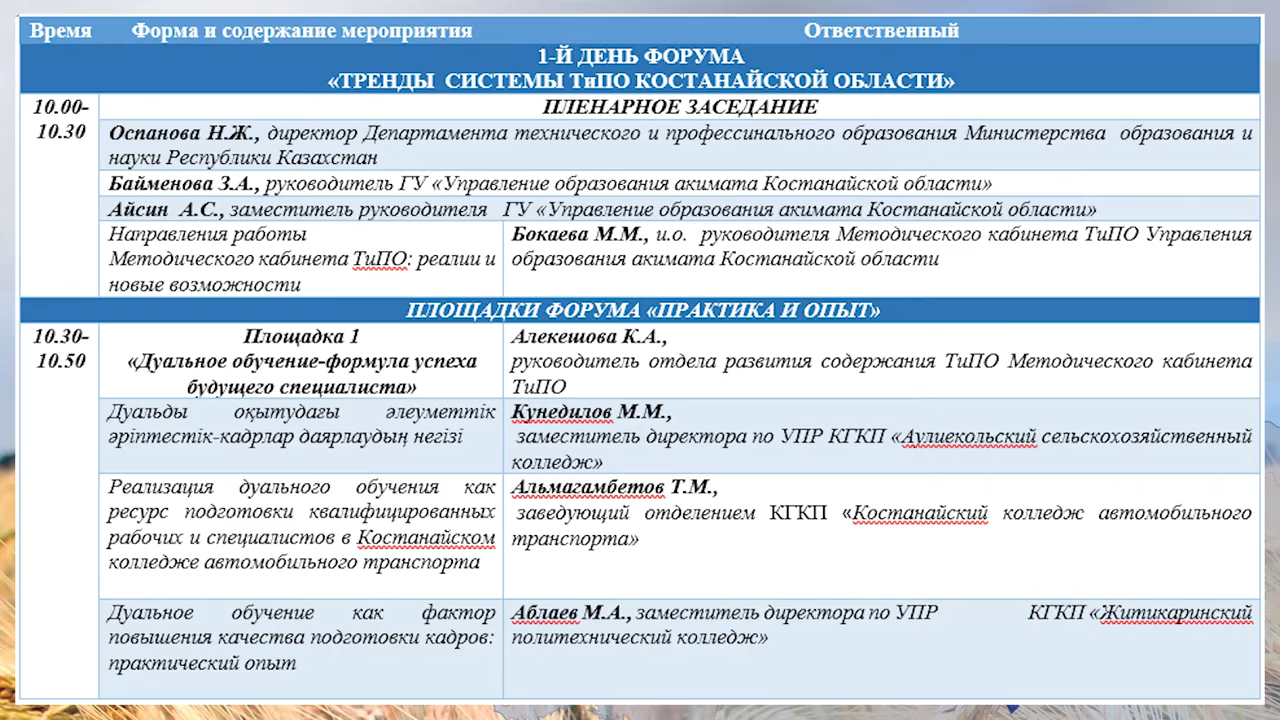 Время Форма и содержание мероприятия Ответственный
1-Й ДЕНЬ ФОРУМА
«ТРЕНДЫ СИСТЕМЫ ТиПО КОСТАНАЙСКОЙ ОБЛАСТИ»
10.00-
10.30
ПЛЕНАРНОЕ ЗАСЕДАНИЕ
Оспанова Н.Ж., директор Департамента технического и профессинального образования Министерства образования и
науки Республики Казахстан
Байменова З.А., руководитель ГУ «Управление образования акимата Костанайской области»
Айсин А.С., заместитель руководителя ГУ «Управление образования акимата Костанайской области»
Направления работы
Методического кабинета ТиПО: реалии и
новые возможности
Бокаева М.М., и.о. руководителя Методического кабинета ТиПО Управления
образования акимата Костанайской области
ПЛОЩАДКИ ФОРУМА «ПРАКТИКА И ОПЫТ»
10.30-
10.50
Площадка 1
«Дуальное обучение-формула успеха
будущего специалиста»
Алекешова К.А.,
руководитель отдела развития содержания ТиПО Методического кабинета
ТиПО
Дуальды оқытудағы әлеуметтік
әріптестік-кадрлар даярлаудың негізі
Кунедилов М.М.,
заместитель директора по УПР КГКП «Аулиекольский сельскохозяйственный
колледж»
Реализация дуального обучения как
ресурс подготовки квалифицированных
рабочих и специалистов в Костанайском
колледже автомобильного транспорта
Альмагамбетов Т.М.,
заведующий отделением КГКП «Костанайский колледж автомобильного
транспорта»
Дуальное обучение как фактор
повышения качества подготовки кадров:
практический опыт
Аблаев М.А., заместитель директора по УПР КГКП «Житикаринский
политехнический колледж»